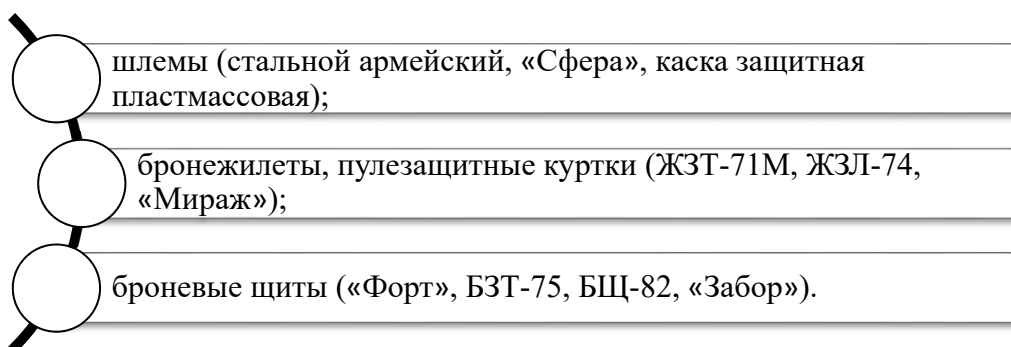 шлемы (стальной армейский, «Сфера», каска защитная
пластмассовая);
бронежилеты, пулезащитные куртки (ЖЗТ-71М, ЖЗЛ-74,
«Мираж»);
броневые щиты («Форт», БЗТ-75, БЩ-82, «Забор»).